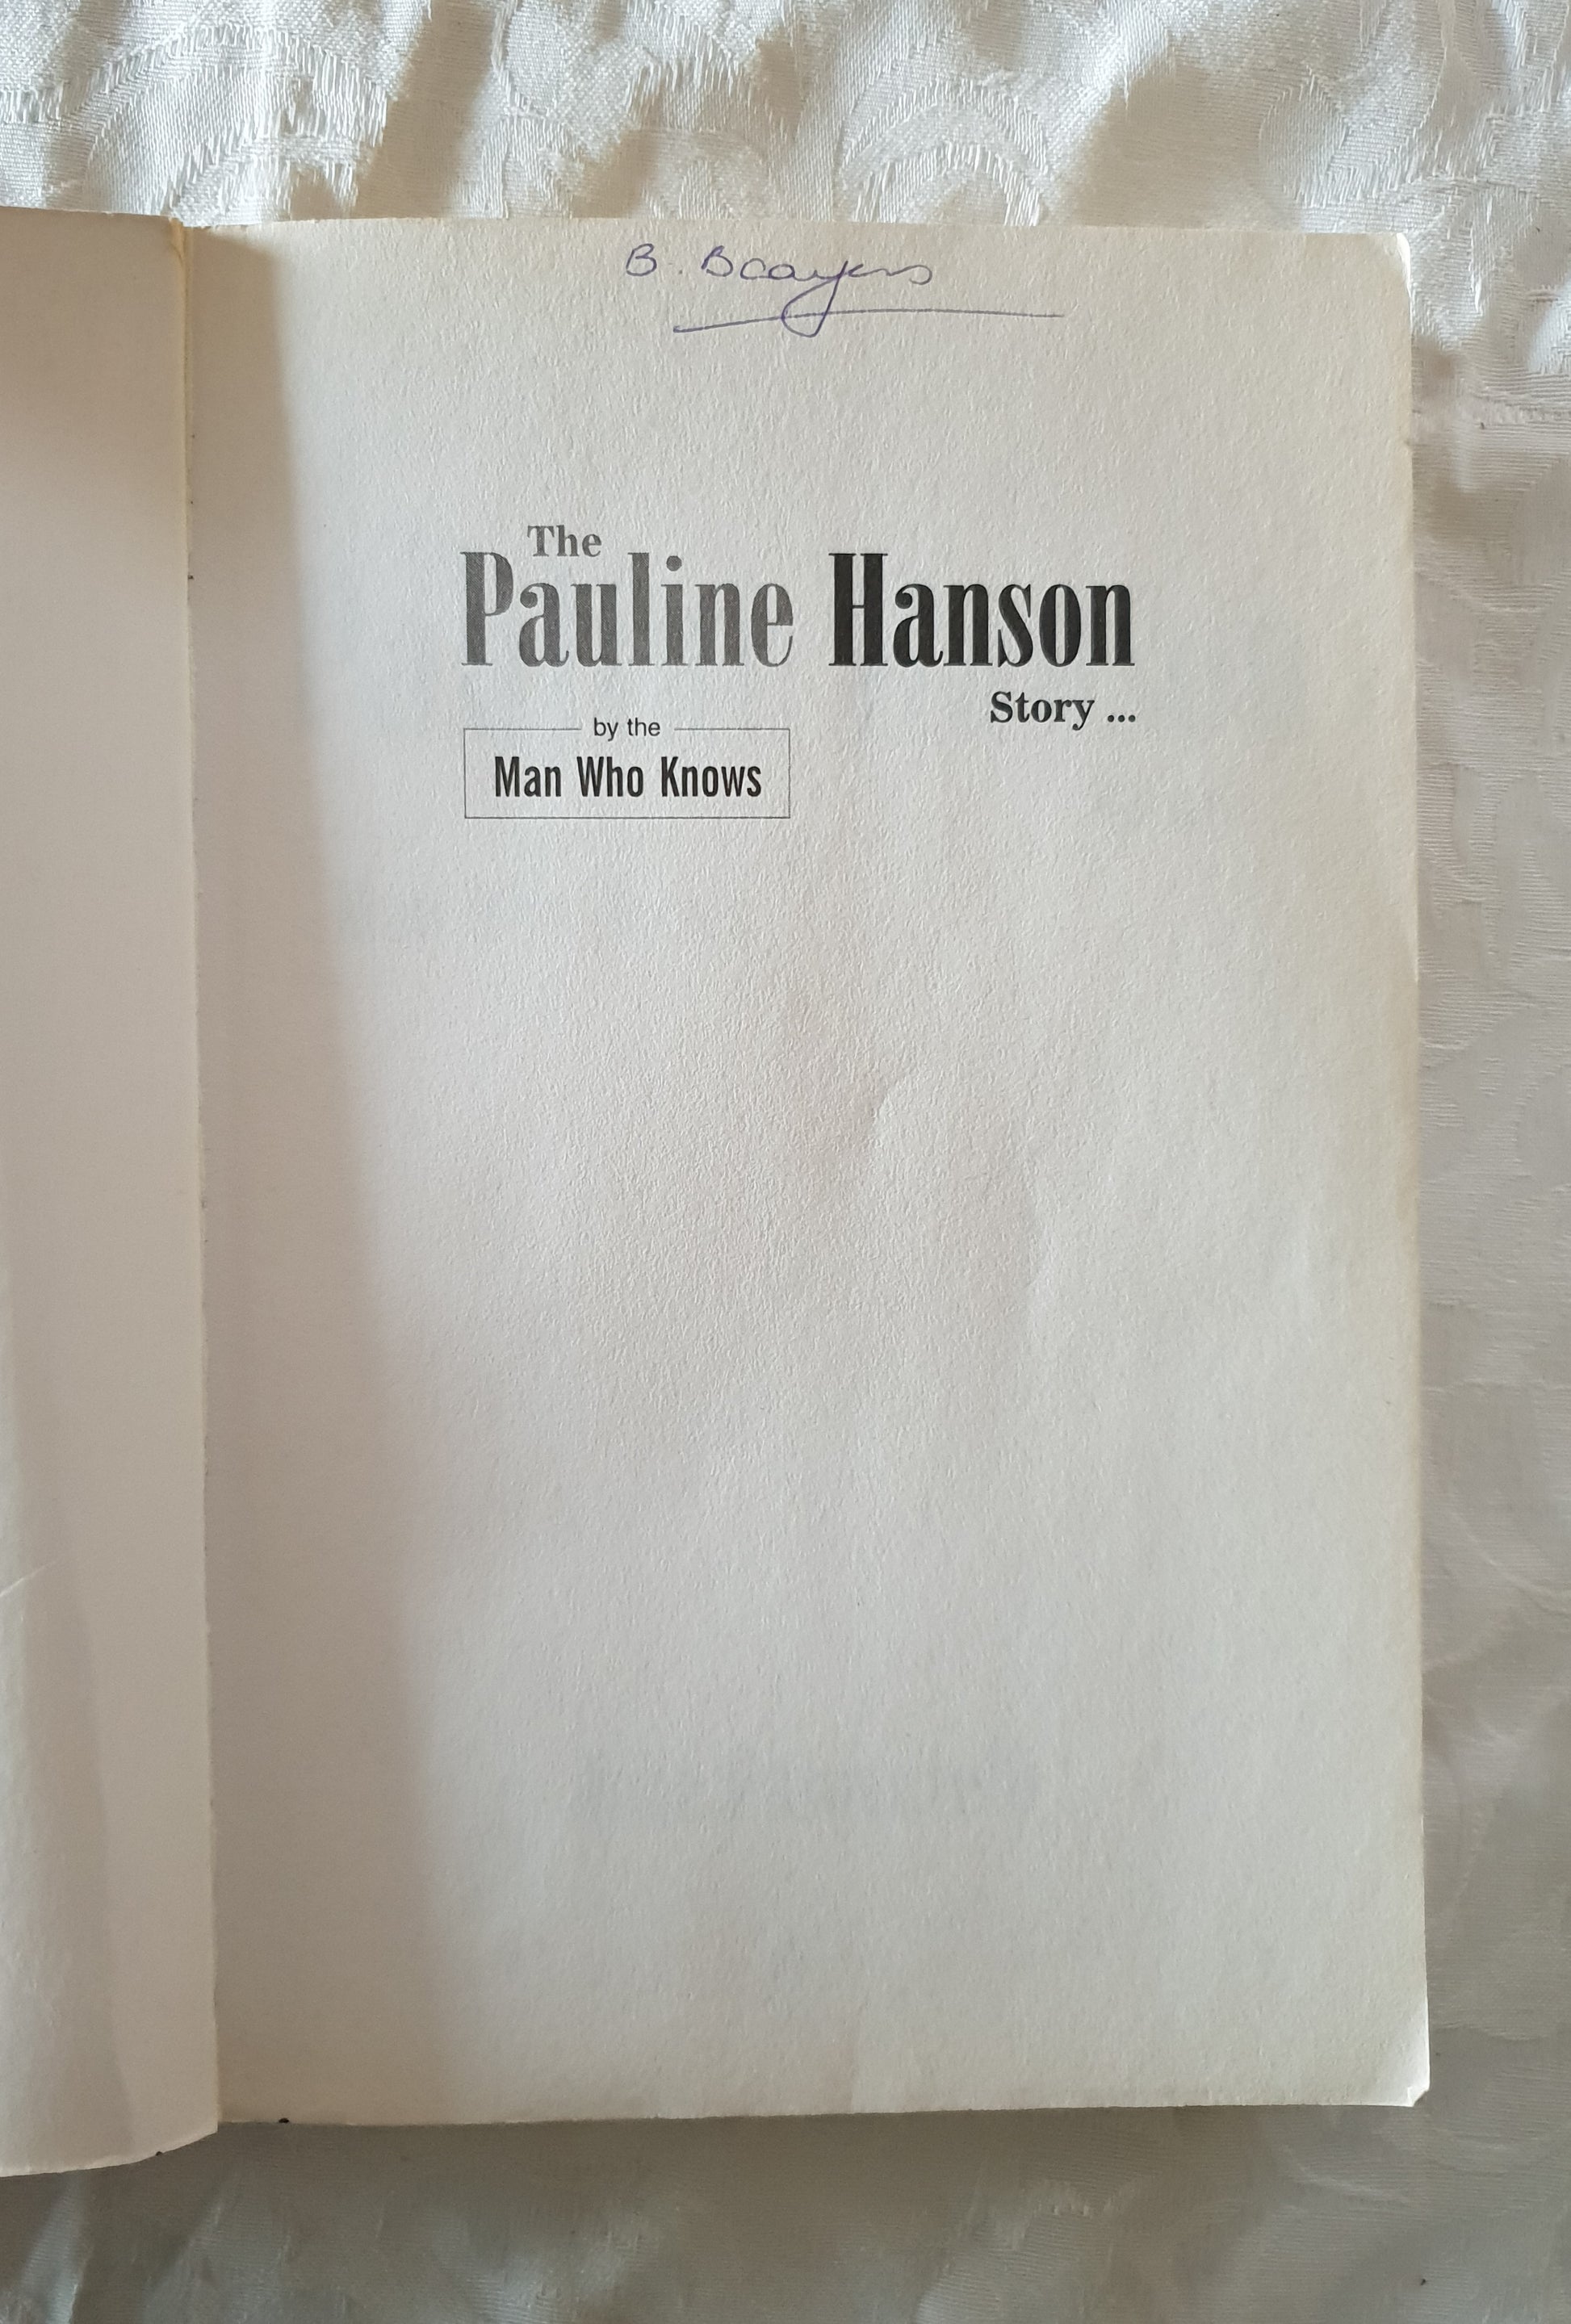 B.
The
Pauline Hanson
Story ...
by the
Man Who Knows